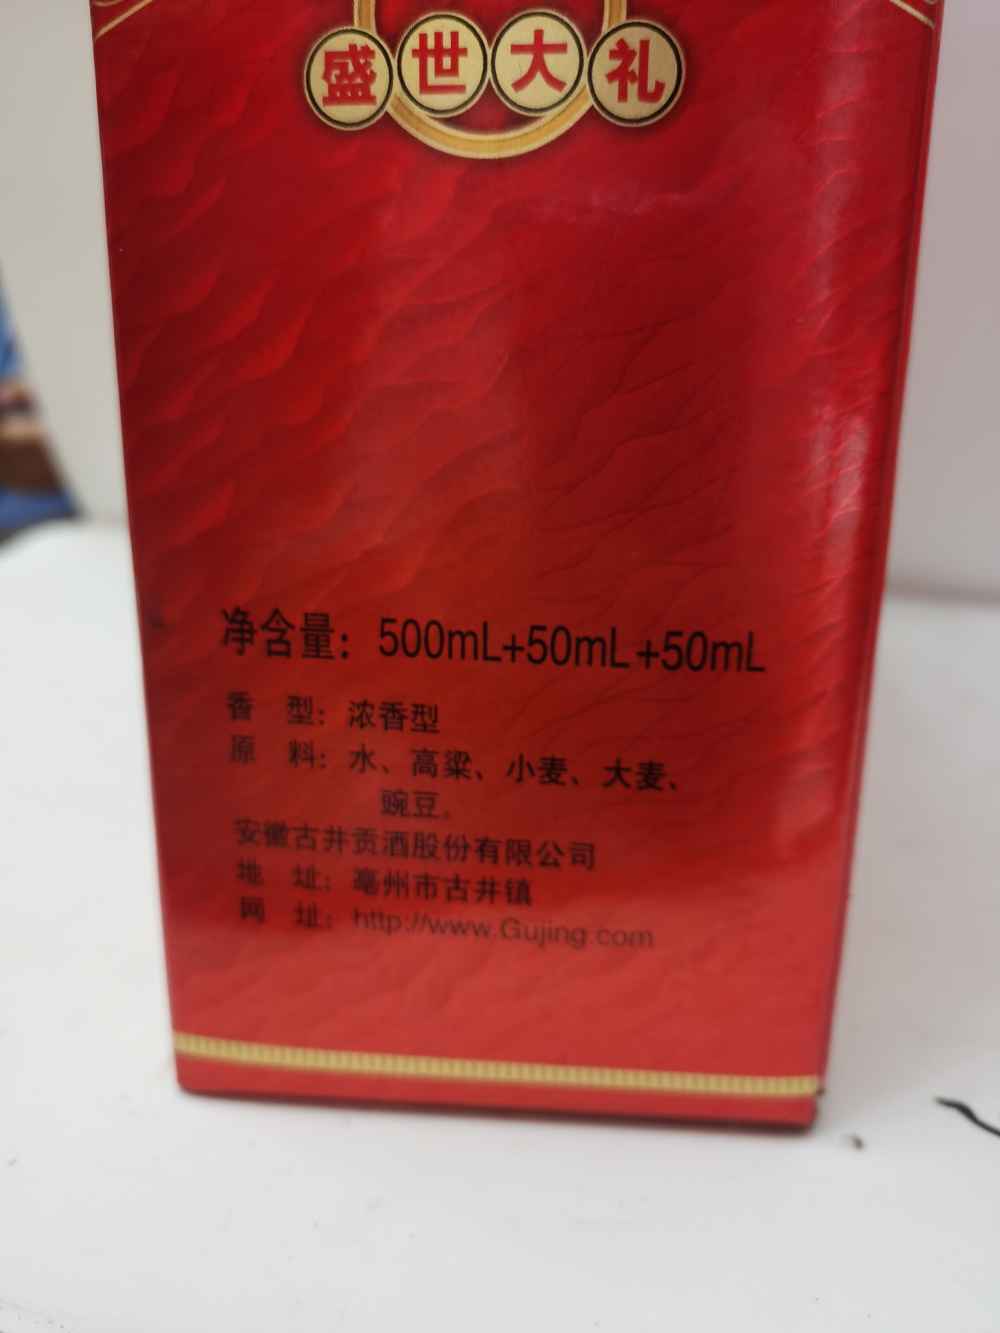 盛世大礼
净含量：500mL+50mL+50mL
香 型：浓香型
原 料：水、高粱、小麦、大麦、
豌豆。
安徽古井贡酒股份有限公司
地 址：亳州市古井镇
网 址：http://www.Gujing.com